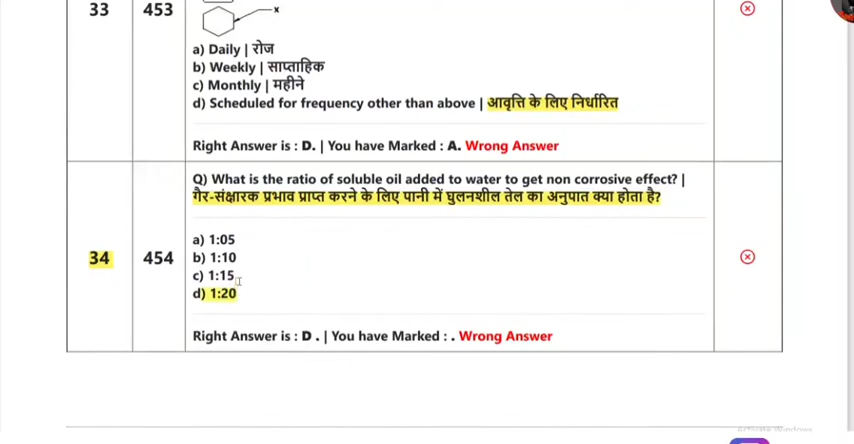 33 453
x
a) Daily | रोज
b) Weekly | साप्ताहिक
c) Monthly | महीने
d) Scheduled for frequency other than above | आवृत्ति के लिए निर्धारित
Right Answer is : D. | You have Marked : A. Wrong Answer
Q) What is the ratio of soluble oil added to water to get non corrosive effect? |
गैर-संक्षारक प्रभाव प्राप्त करने के लिए पानी में घुलनशील तेल का अनुपात क्या होता है?
34 454
a) 1:05
b) 1:10
c) 1:15
d) 1:20
Right Answer is : D . | You have Marked : . Wrong Answer
Activate Windows